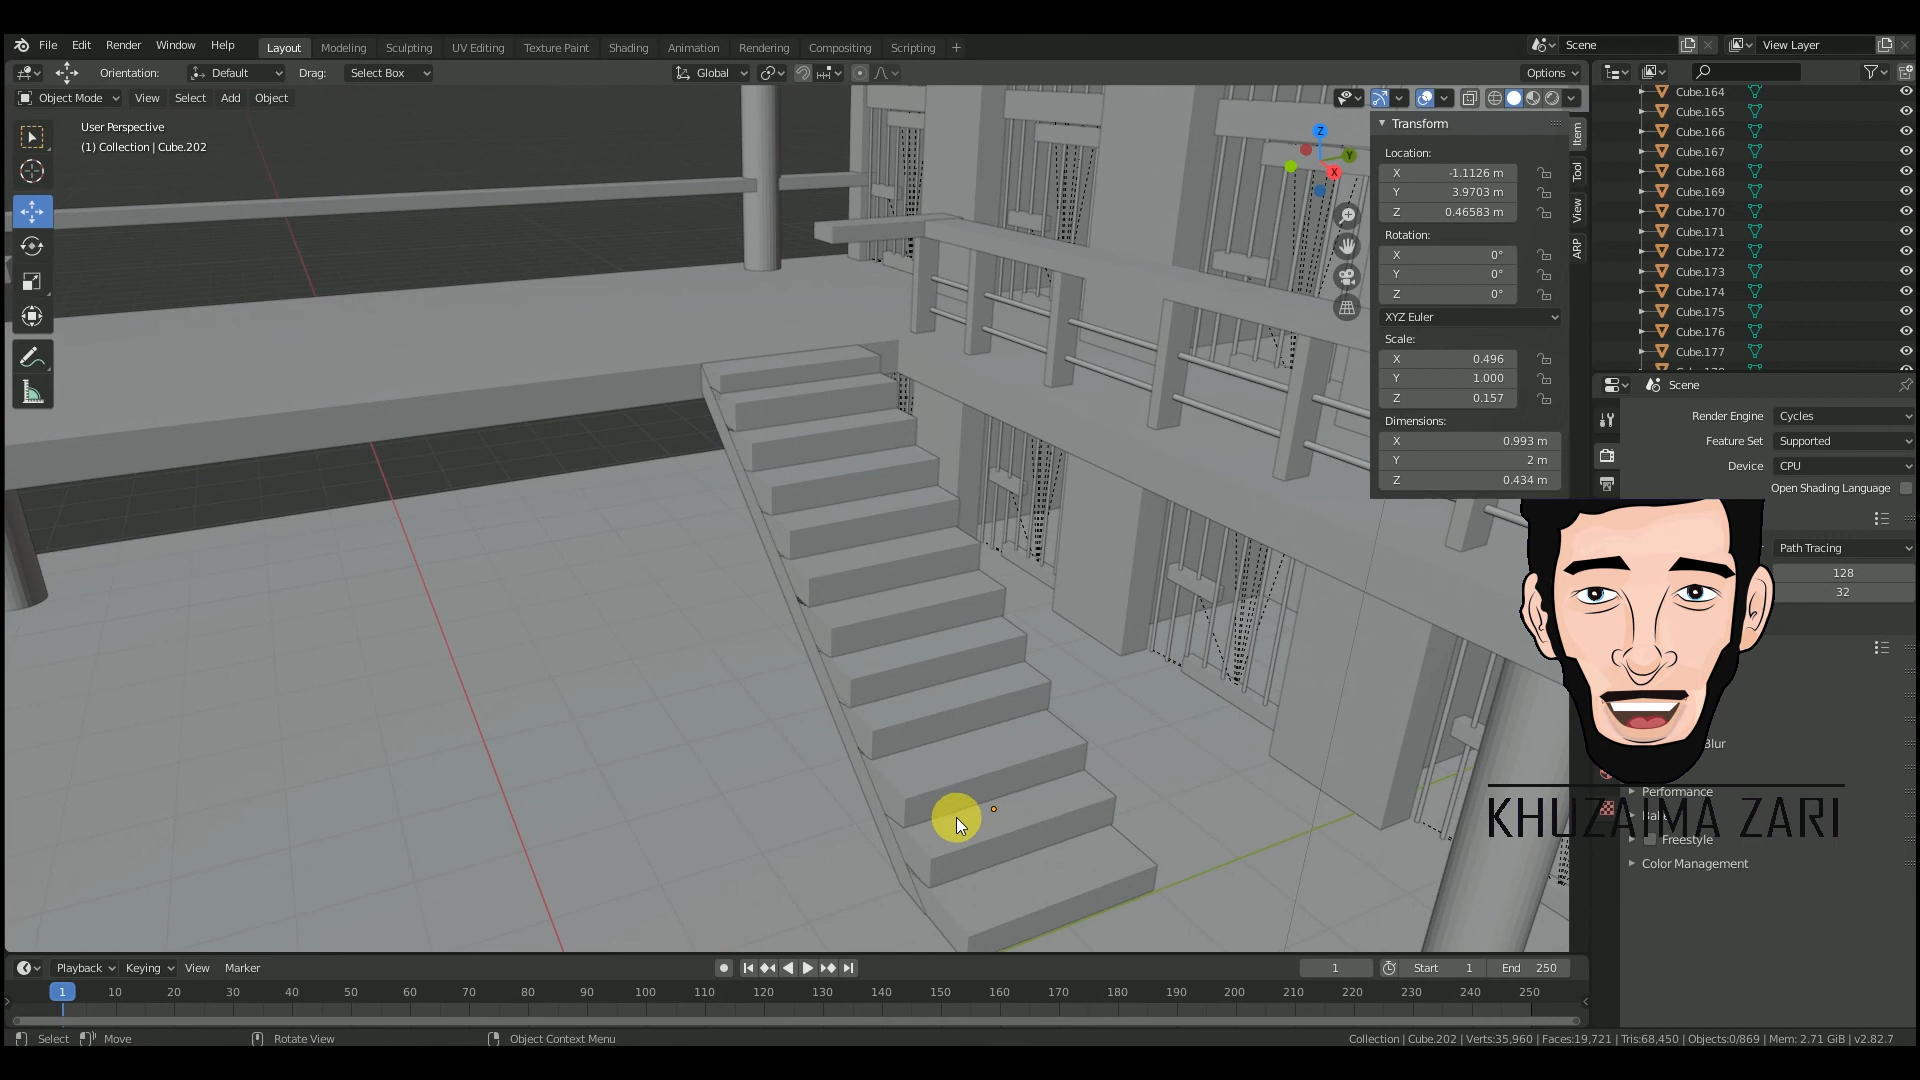 File Edit Render Window Help Layout Modeling Sculpting UV Editing Texture Paint Shading Animation Rendering Compositing Scripting + Scene View Layer
Orientation: Default Drag: Select Box Global Options
Object Mode View Select Add Object
User Perspective
(1) Collection | Cube.202
Z
Y
X
Transform
Location:
X -1.1126 m
Y 3.9703 m
Z 0.46583 m
Rotation:
X 0°
Y 0°
Z 0°
XYZ Euler
Scale:
X 0.496
Y 1.000
Z 0.157
Dimensions:
X 0.993 m
Y 2 m
Z 0.434 m
Item
Tool
View
ARP
Cube.164
Cube.165
Cube.166
Cube.167
Cube.168
Cube.169
Cube.170
Cube.171
Cube.172
Cube.173
Cube.174
Cube.175
Cube.176
Cube.177
Scene
Render Engine Cycles
Feature Set Supported
Device CPU
Open Shading Language
Path Tracing
128
32
Blur
Performance
KHUZAIMA ZARI
Freestyle
Color Management
Playback Keying View Marker 1 Start 1 End 250
1 10 20 30 40 50 60 70 80 90 100 110 120 130 140 150 160 170 180 190 200 210 220 230 240 250
Select Move Rotate View Object Context Menu Collection | Cube.202 | Verts:35,960 | Faces:19,721 | Tris:68,450 | Objects:0/869 | Mem: 2.71 GiB | v2.82.7